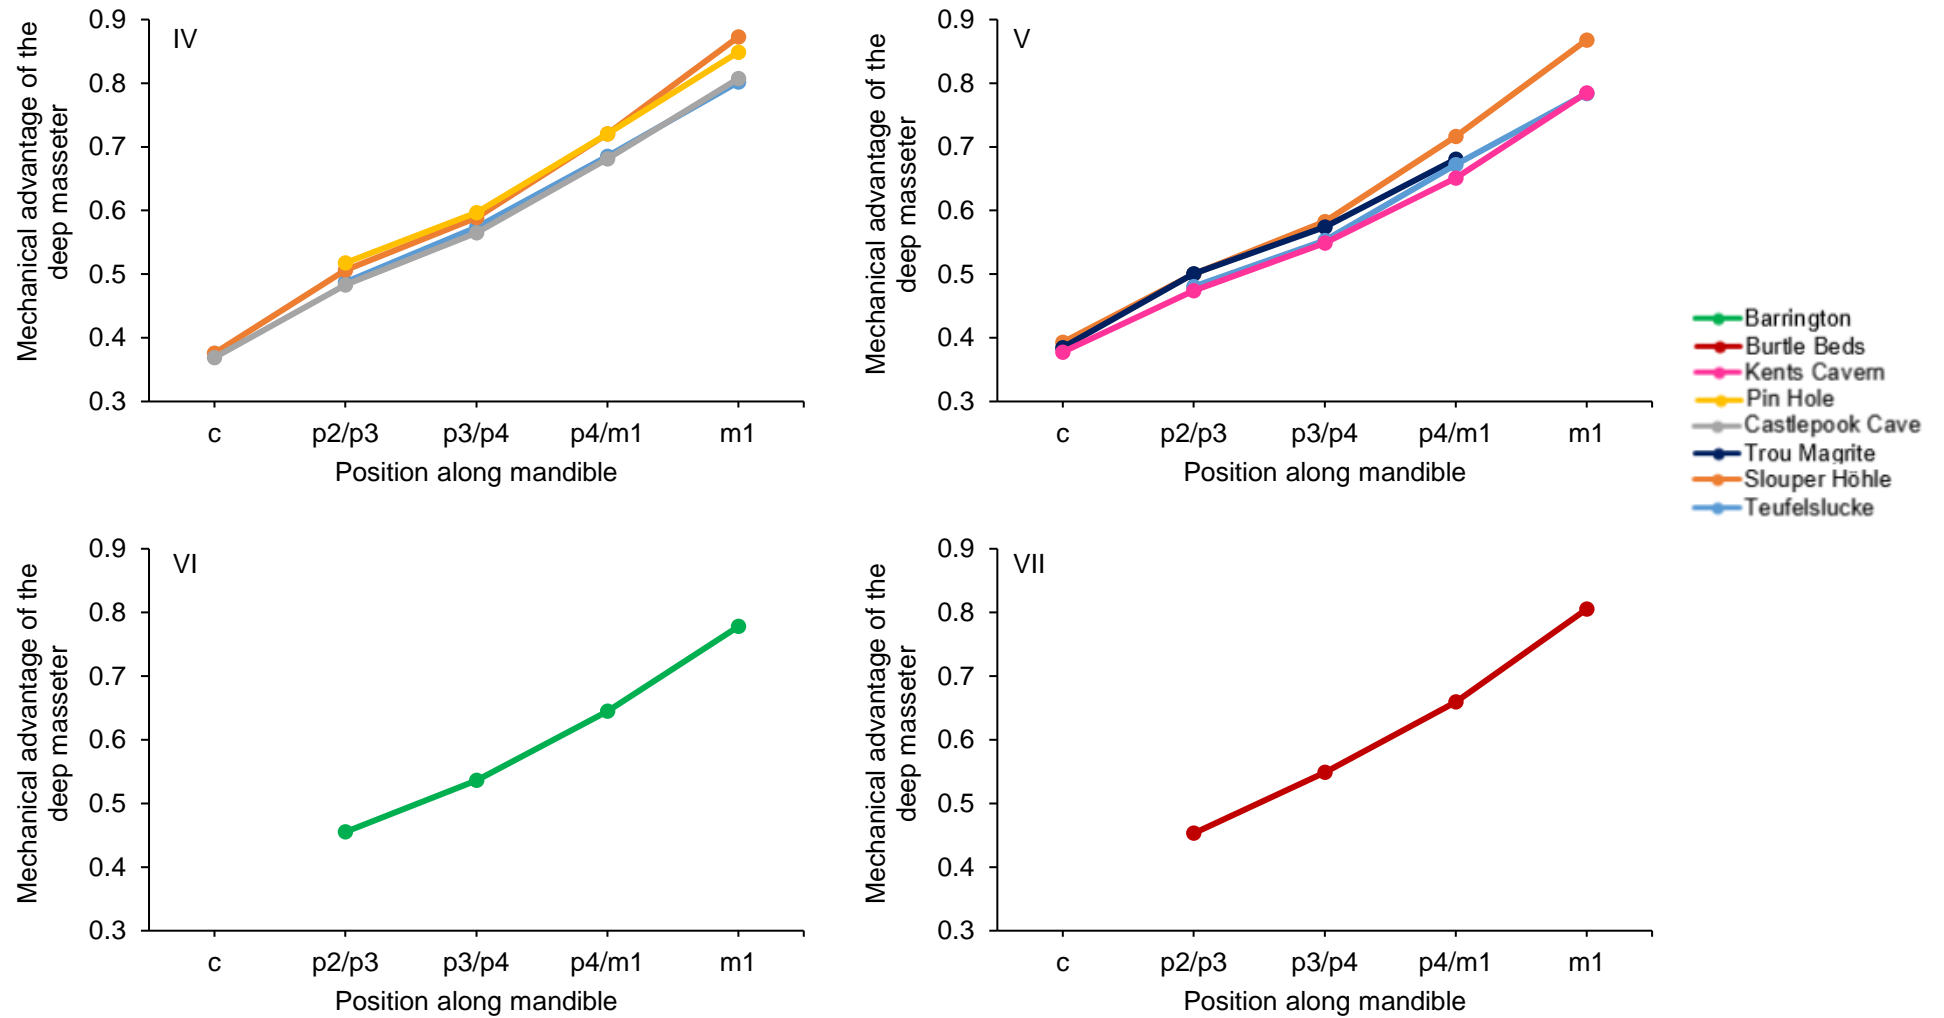 Mechanical advantage of the
deep masseter
0.9
0.8
0.7
0.6
0.5
0.4
0.3
IV
c p2/p3 p3/p4 p4/m1 m1
Position along mandible
Mechanical advantage of the
deep masseter
0.9
0.8
0.7
0.6
0.5
0.4
0.3
V
c p2/p3 p3/p4 p4/m1 m1
Position along mandible
Barrington
Burtle Beds
Kents Cavern
Pin Hole
Castlepook Cave
Trou Magrite
Slouper Höhle
Teufelslucke
Mechanical advantage of the
deep masseter
0.9
0.8
0.7
0.6
0.5
0.4
0.3
VI
c p2/p3 p3/p4 p4/m1 m1
Position along mandible
Mechanical advantage of the
deep masseter
0.9
0.8
0.7
0.6
0.5
0.4
0.3
VII
c p2/p3 p3/p4 p4/m1 m1
Position along mandible